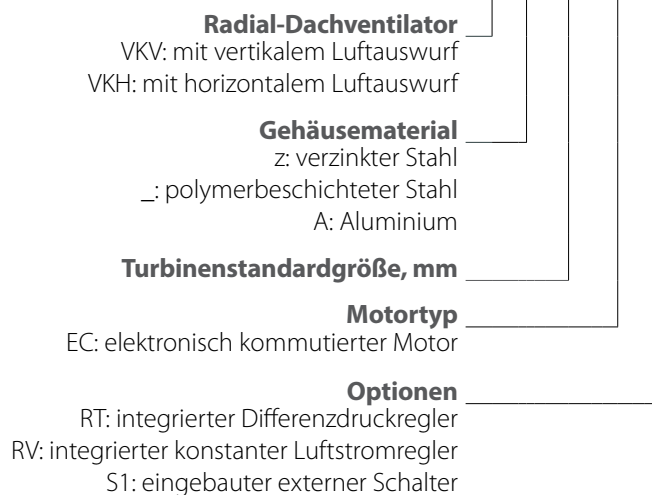 Radial-Dachventilator
VKV: mit vertikalem Luftauswurf
VKH: mit horizontalem Luftauswurf
Gehäusematerial
z: verzinkter Stahl
_: polymerbeschichteter Stahl
A: Aluminium
Turbinenstandardgröße, mm
Motortyp
EC: elektronisch kommutierter Motor
Optionen
RT: integrierter Differenzdruckregler
RV: integrierter konstanter Luftstromregler
S1: eingebauter externer Schalter